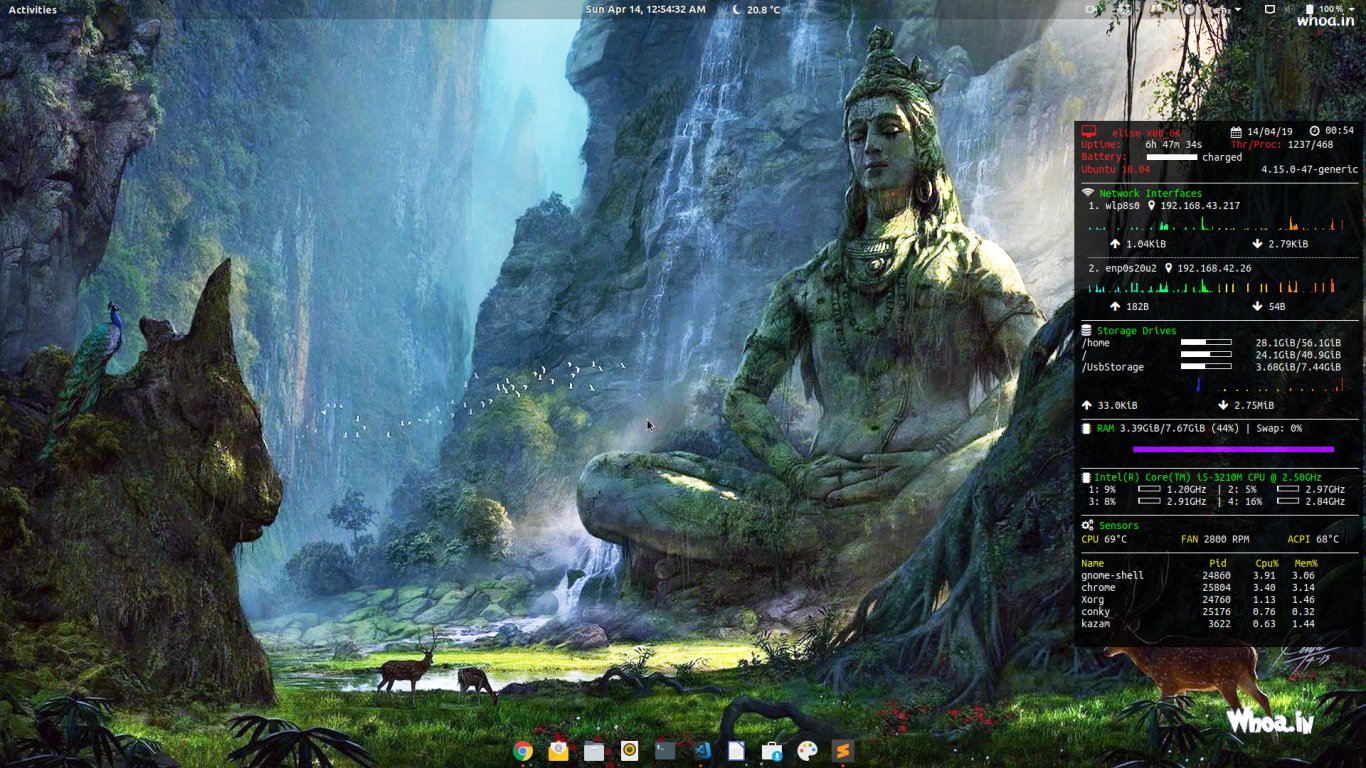 Activities
Sun Apr 14, 12:54:32 AM
20.8 °C
100 %
whoa.in
elise x86_64
14/04/19
00:54
Uptime: 6h 47m 34s
Thr/Proc: 1237/468
Battery: charged
Ubuntu 18.04
4.15.0-47-generic
Network Interfaces
1. wlp8s0 192.168.43.217
1.04KiB 2.79KiB
2. enp0s20u2 192.168.42.26
182B 54B
Storage Drives
/home 28.1GiB/56.1GiB
/ 24.1GiB/40.9GiB
/UsbStorage 3.68GiB/7.44GiB
33.0KiB 2.75MiB
RAM 3.39GiB/7.67GiB (44%) | Swap: 0%
Intel(R) Core(TM) i5-3210M CPU @ 2.50GHz
1: 9% 1.20GHz | 2: 5% 2.97GHz
3: 8% 2.91GHz | 4: 16% 2.84GHz
Sensors
CPU 69°C FAN 2800 RPM ACPI 68°C
Name Pid Cpu% Mem%
gnome-shell 24860 3.91 3.06
chrome 25804 3.40 3.14
Xorg 24760 1.13 1.46
conky 25176 0.76 0.32
kazam 3622 0.63 1.44
Whoa.in